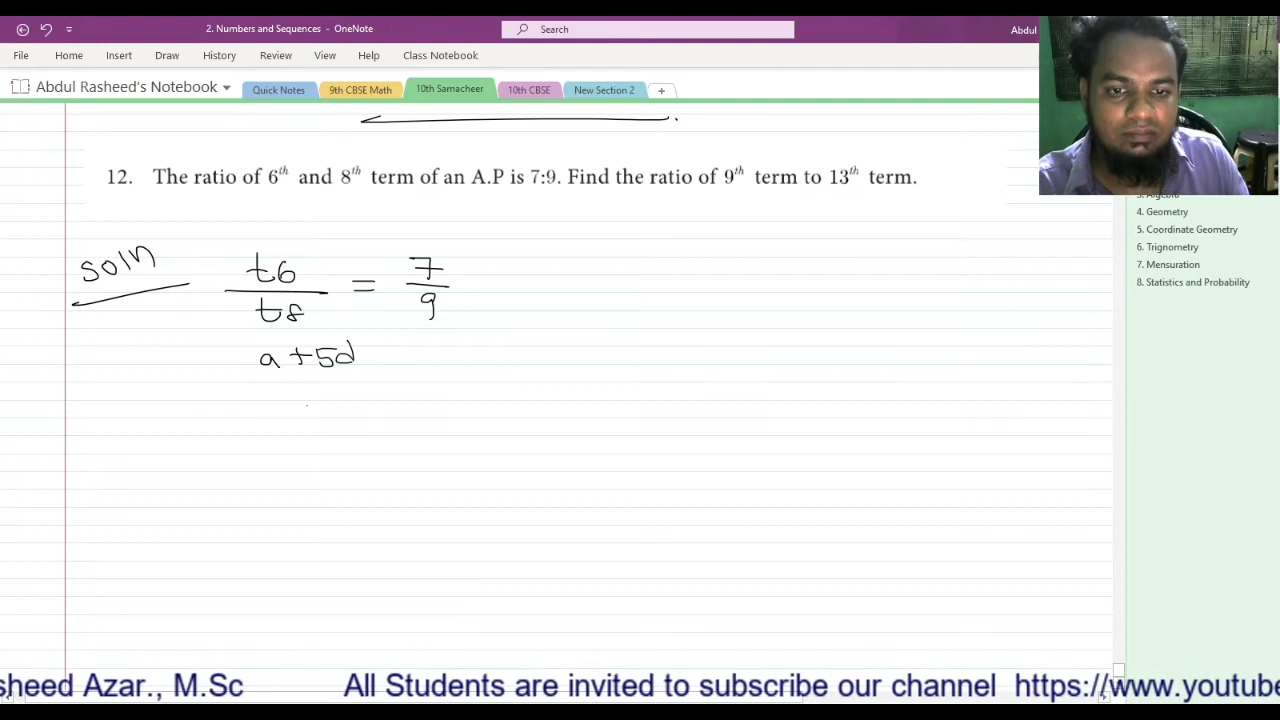 2. Numbers and Sequences - OneNote
Search
Abdul
File Home Insert Draw History Review View Help Class Notebook
Abdul Rasheed's Notebook
Quick Notes 9th CBSE Math 10th Samacheer 10th CBSE New Section 2 +
12. The ratio of 6th and 8th term of an A.P is 7:9. Find the ratio of 9th term to 13th term.
soln
t6 / t8 = 7 / 9
a + 5d
3. Algebra
4. Geometry
5. Coordinate Geometry
6. Trignometry
7. Mensuration
8. Statistics and Probability
sheed Azar., M.Sc All Students are invited to subscribe our channel https://www.youtube